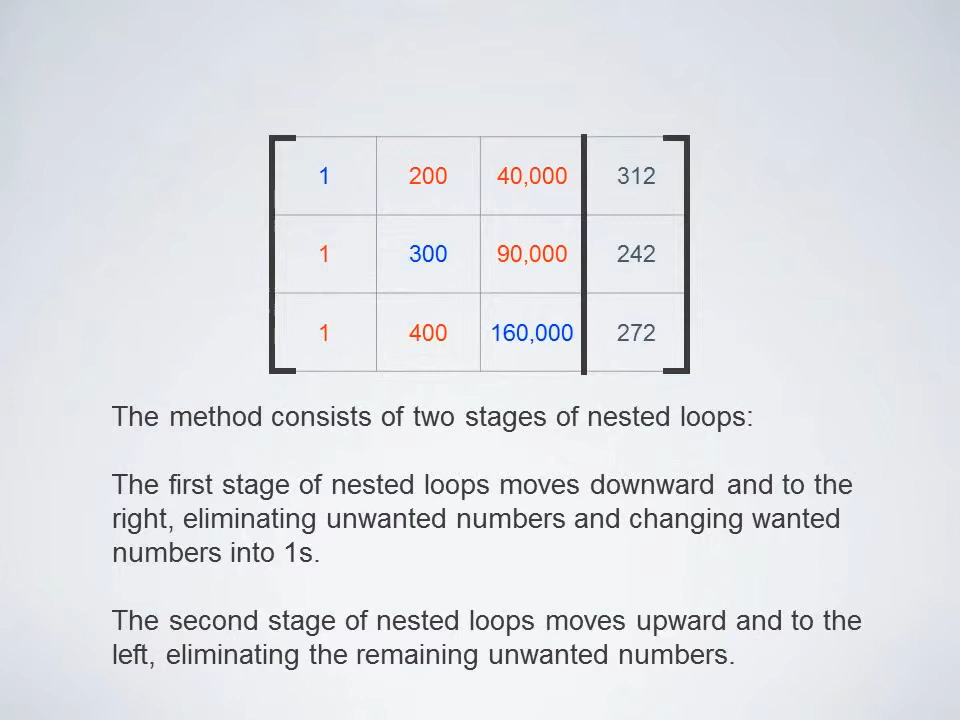 1 200 40,000 312
1 300 90,000 242
1 400 160,000 272
The method consists of two stages of nested loops:
The first stage of nested loops moves downward and to the
right, eliminating unwanted numbers and changing wanted
numbers into 1s.
The second stage of nested loops moves upward and to the
left, eliminating the remaining unwanted numbers.